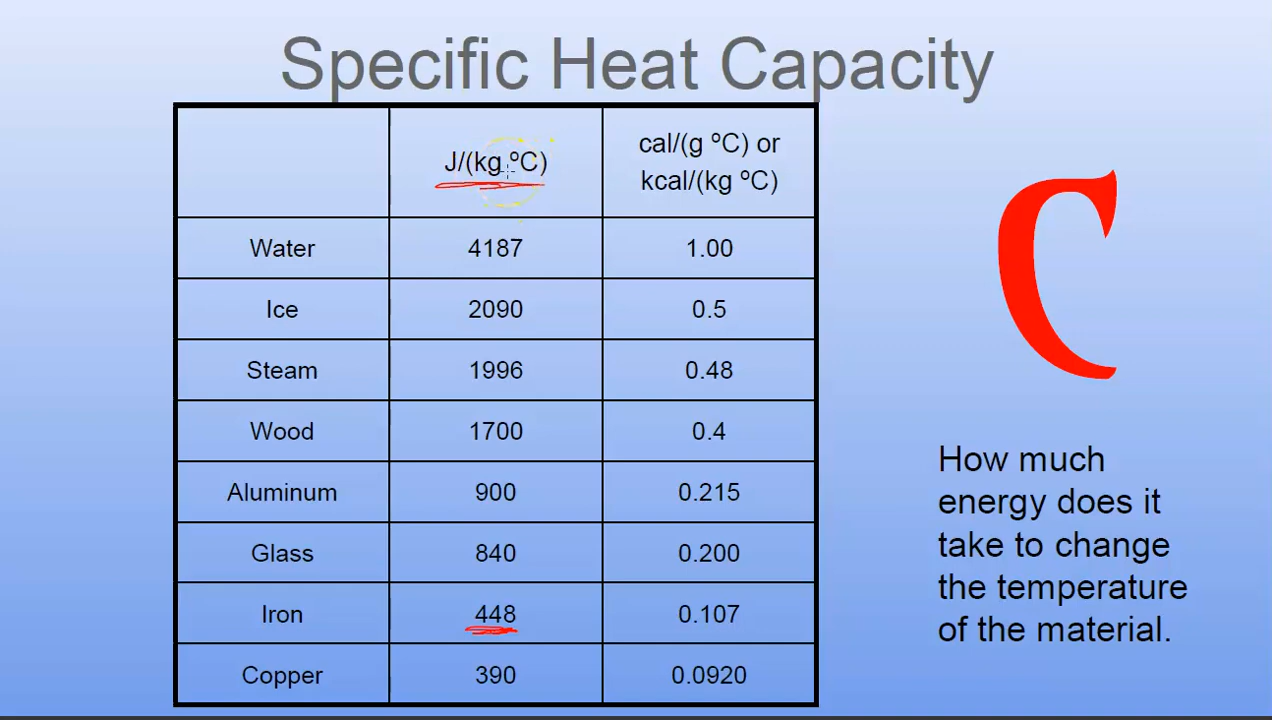 Specific Heat Capacity
J/(kg ºC)
cal/(g ºC) or
kcal/(kg ºC)
Water 4187 1.00
Ice 2090 0.5
Steam 1996 0.48
Wood 1700 0.4
Aluminum 900 0.215
Glass 840 0.200
Iron 448 0.107
Copper 390 0.0920
C
How much
energy does it
take to change
the temperature
of the material.